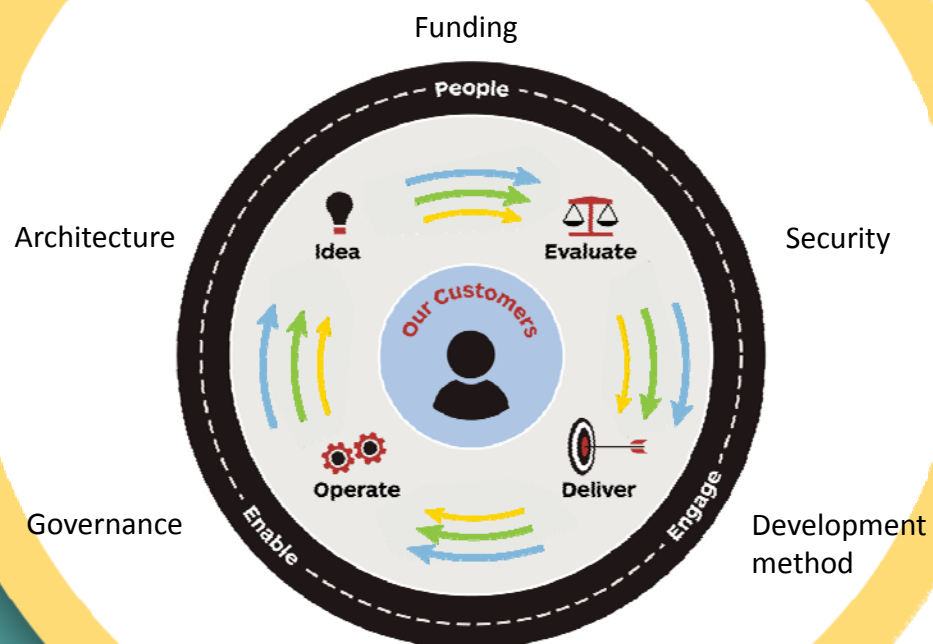 Funding
People
Idea
Evaluate
Architecture
Security
Our Customers
Operate
Deliver
Governance
Enable
Engage
Development
method